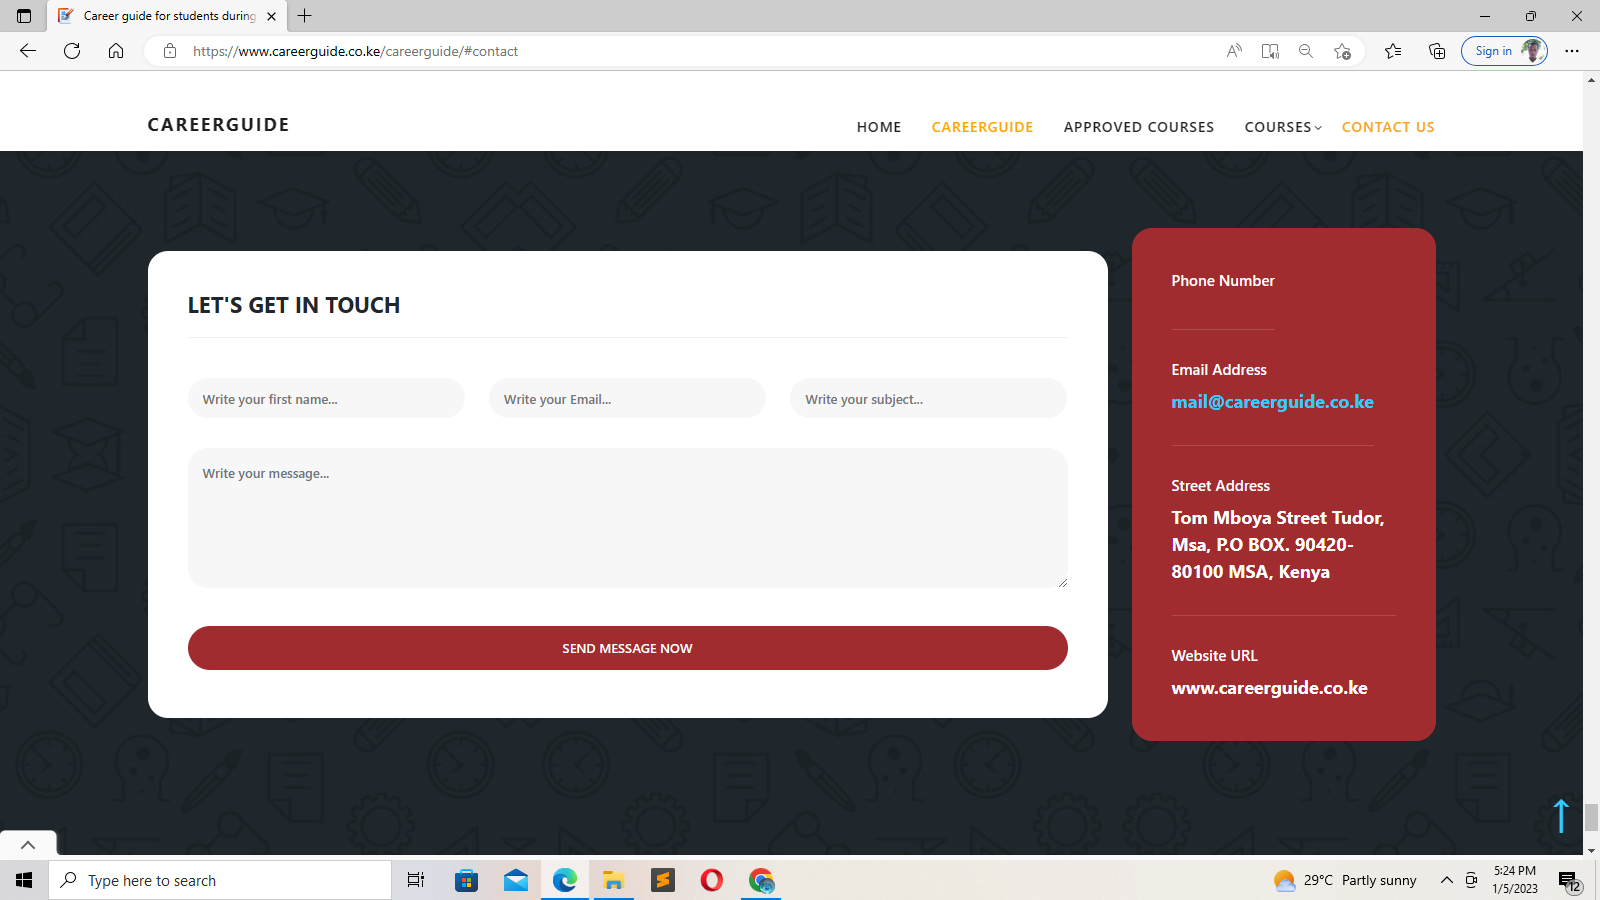 Career guide for students during
https://www.careerguide.co.ke/careerguide/#contact
Sign in
CAREERGUIDE
HOME
CAREERGUIDE
APPROVED COURSES
COURSES
CONTACT US
LET'S GET IN TOUCH
Write your first name...
Write your Email...
Write your subject...
Write your message...
SEND MESSAGE NOW
Phone Number
Email Address
mail@careerguide.co.ke
Street Address
Tom Mboya Street Tudor,
Msa, P.O BOX. 90420-
80100 MSA, Kenya
Website URL
www.careerguide.co.ke
Type here to search
29°C Partly sunny
5:24 PM
1/5/2023
12